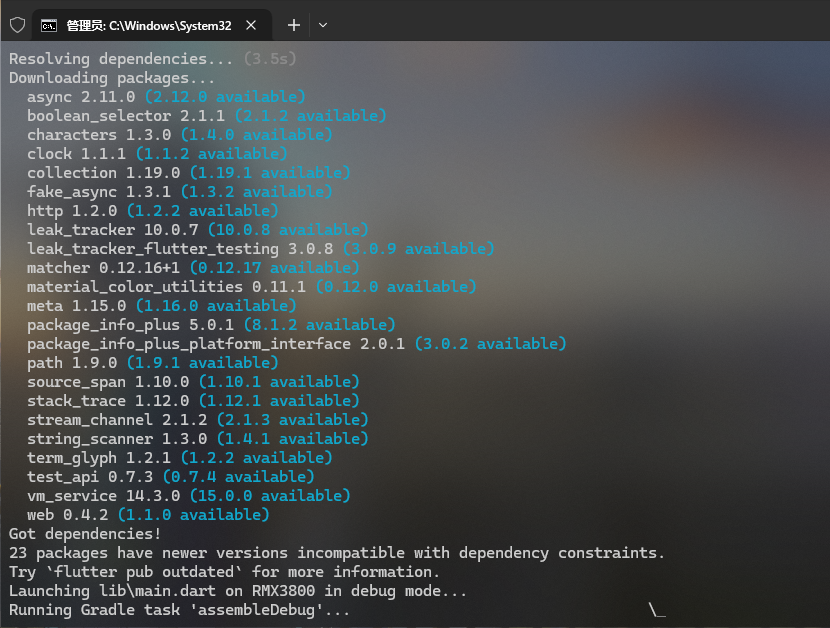 管理员: C:\Windows\System32
Resolving dependencies... (3.5s)
Downloading packages...
async 2.11.0 (2.12.0 available)
boolean_selector 2.1.1 (2.1.2 available)
characters 1.3.0 (1.4.0 available)
clock 1.1.1 (1.1.2 available)
collection 1.19.0 (1.19.1 available)
fake_async 1.3.1 (1.3.2 available)
http 1.2.0 (1.2.2 available)
leak_tracker 10.0.7 (10.0.8 available)
leak_tracker_flutter_testing 3.0.8 (3.0.9 available)
matcher 0.12.16+1 (0.12.17 available)
material_color_utilities 0.11.1 (0.12.0 available)
meta 1.15.0 (1.16.0 available)
package_info_plus 5.0.1 (8.1.2 available)
package_info_plus_platform_interface 2.0.1 (3.0.2 available)
path 1.9.0 (1.9.1 available)
source_span 1.10.0 (1.10.1 available)
stack_trace 1.12.0 (1.12.1 available)
stream_channel 2.1.2 (2.1.3 available)
string_scanner 1.3.0 (1.4.1 available)
term_glyph 1.2.1 (1.2.2 available)
test_api 0.7.3 (0.7.4 available)
vm_service 14.3.0 (15.0.0 available)
web 0.4.2 (1.1.0 available)
Got dependencies!
23 packages have newer versions incompatible with dependency constraints.
Try `flutter pub outdated` for more information.
Launching lib\main.dart on RMX3800 in debug mode...
Running Gradle task 'assembleDebug'... \_